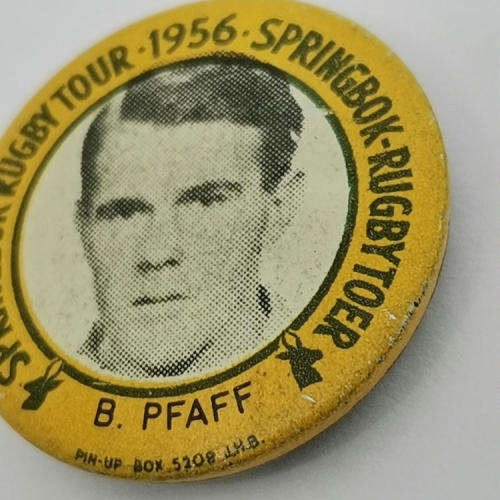 RUGBY TOUR · 1956 · SPRINGBOK-RUGBYTOER
B. PFAFF
PIN-UP BOX 5208 J.H.B.